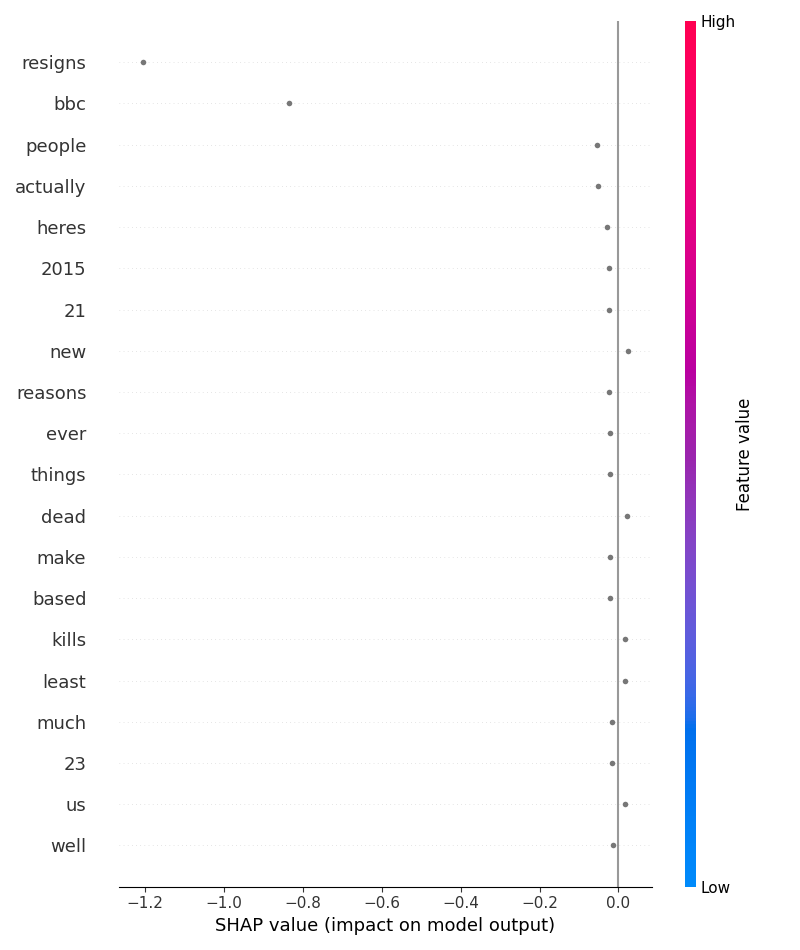 High
resigns
bbc
people
actually
heres
2015
21
new
reasons
ever
things
dead
make
based
kills
least
much
23
us
well
Feature value
Low
−1.2 −1.0 −0.8 −0.6 −0.4 −0.2 0.0
SHAP value (impact on model output)